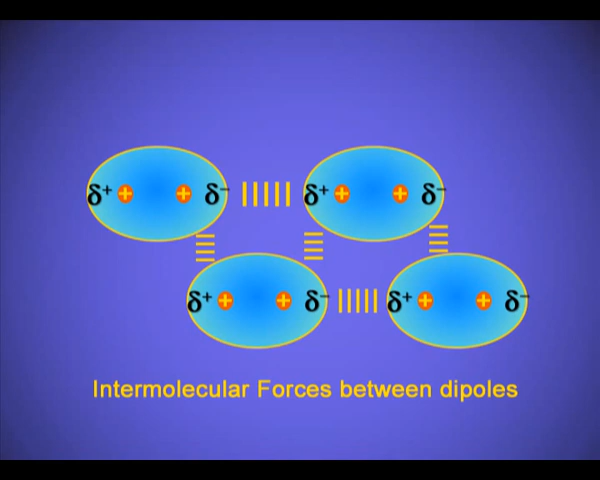 δ+ + + δ− δ+ + + δ−
δ+ + + δ− δ+ + + δ−
Intermolecular Forces between dipoles